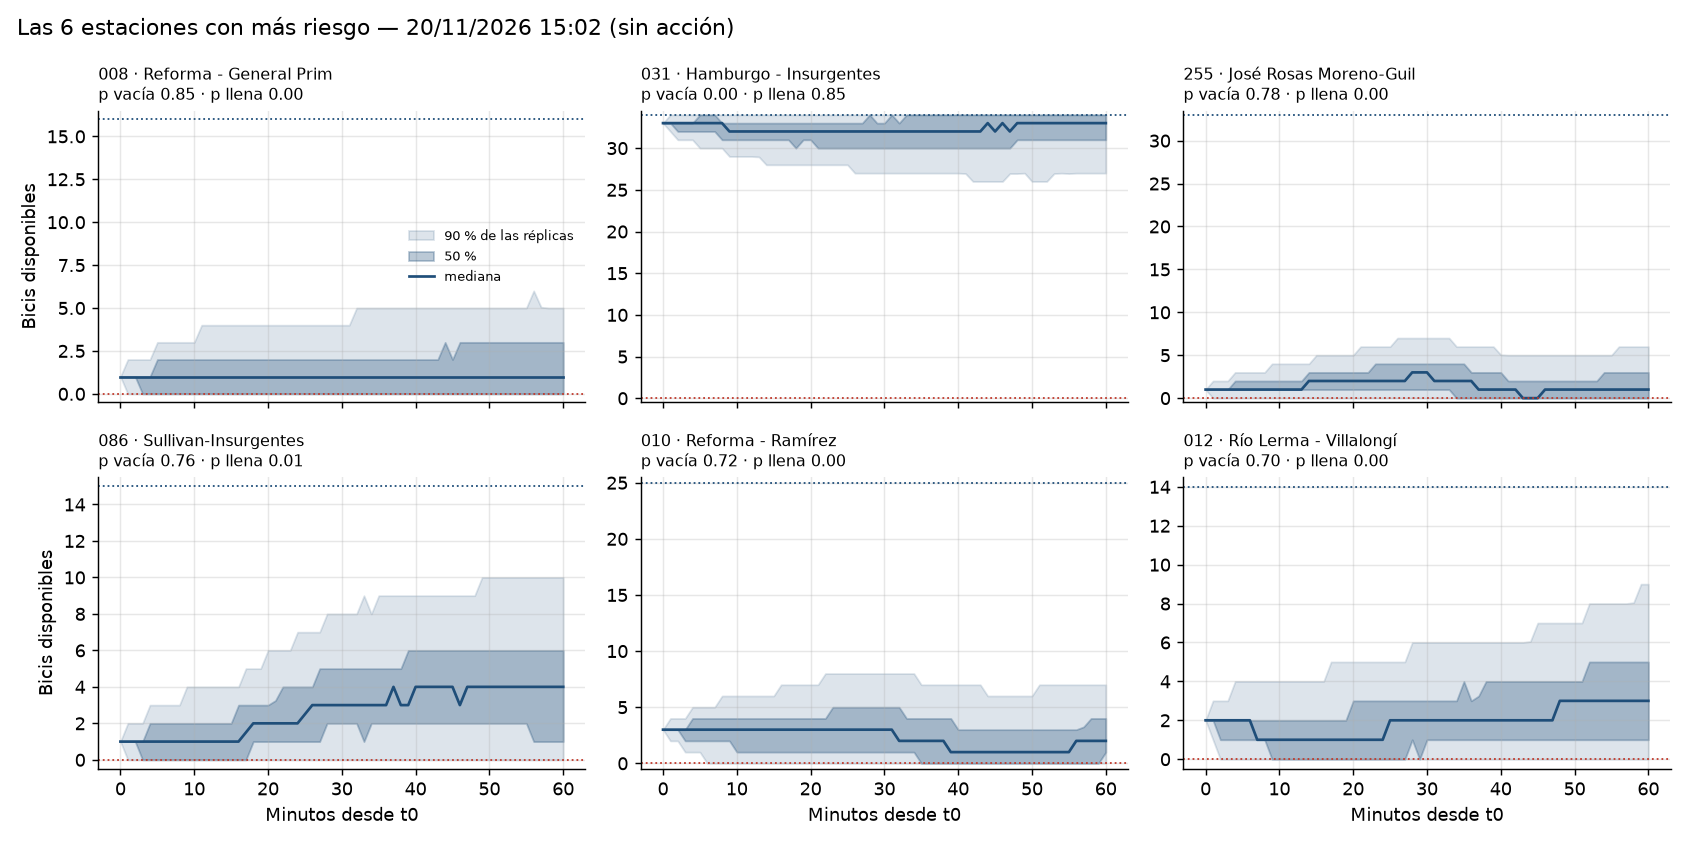 Las 6 estaciones con más riesgo — 20/11/2026 15:02 (sin acción)
008 · Reforma - General Prim
p vacía 0.85 · p llena 0.00
031 · Hamburgo - Insurgentes
p vacía 0.00 · p llena 0.85
255 · José Rosas Moreno-Guil
p vacía 0.78 · p llena 0.00
Bicis disponibles
15.0
12.5
10.0
7.5
5.0
2.5
0.0
90 % de las réplicas
50 %
mediana
30
25
20
15
10
5
0
30
25
20
15
10
5
0
086 · Sullivan-Insurgentes
p vacía 0.76 · p llena 0.01
010 · Reforma - Ramírez
p vacía 0.72 · p llena 0.00
012 · Río Lerma - Villalongí
p vacía 0.70 · p llena 0.00
Bicis disponibles
14
12
10
8
6
4
2
0
0 10 20 30 40 50 60
Minutos desde t0
25
20
15
10
5
0
0 10 20 30 40 50 60
Minutos desde t0
14
12
10
8
6
4
2
0
0 10 20 30 40 50 60
Minutos desde t0